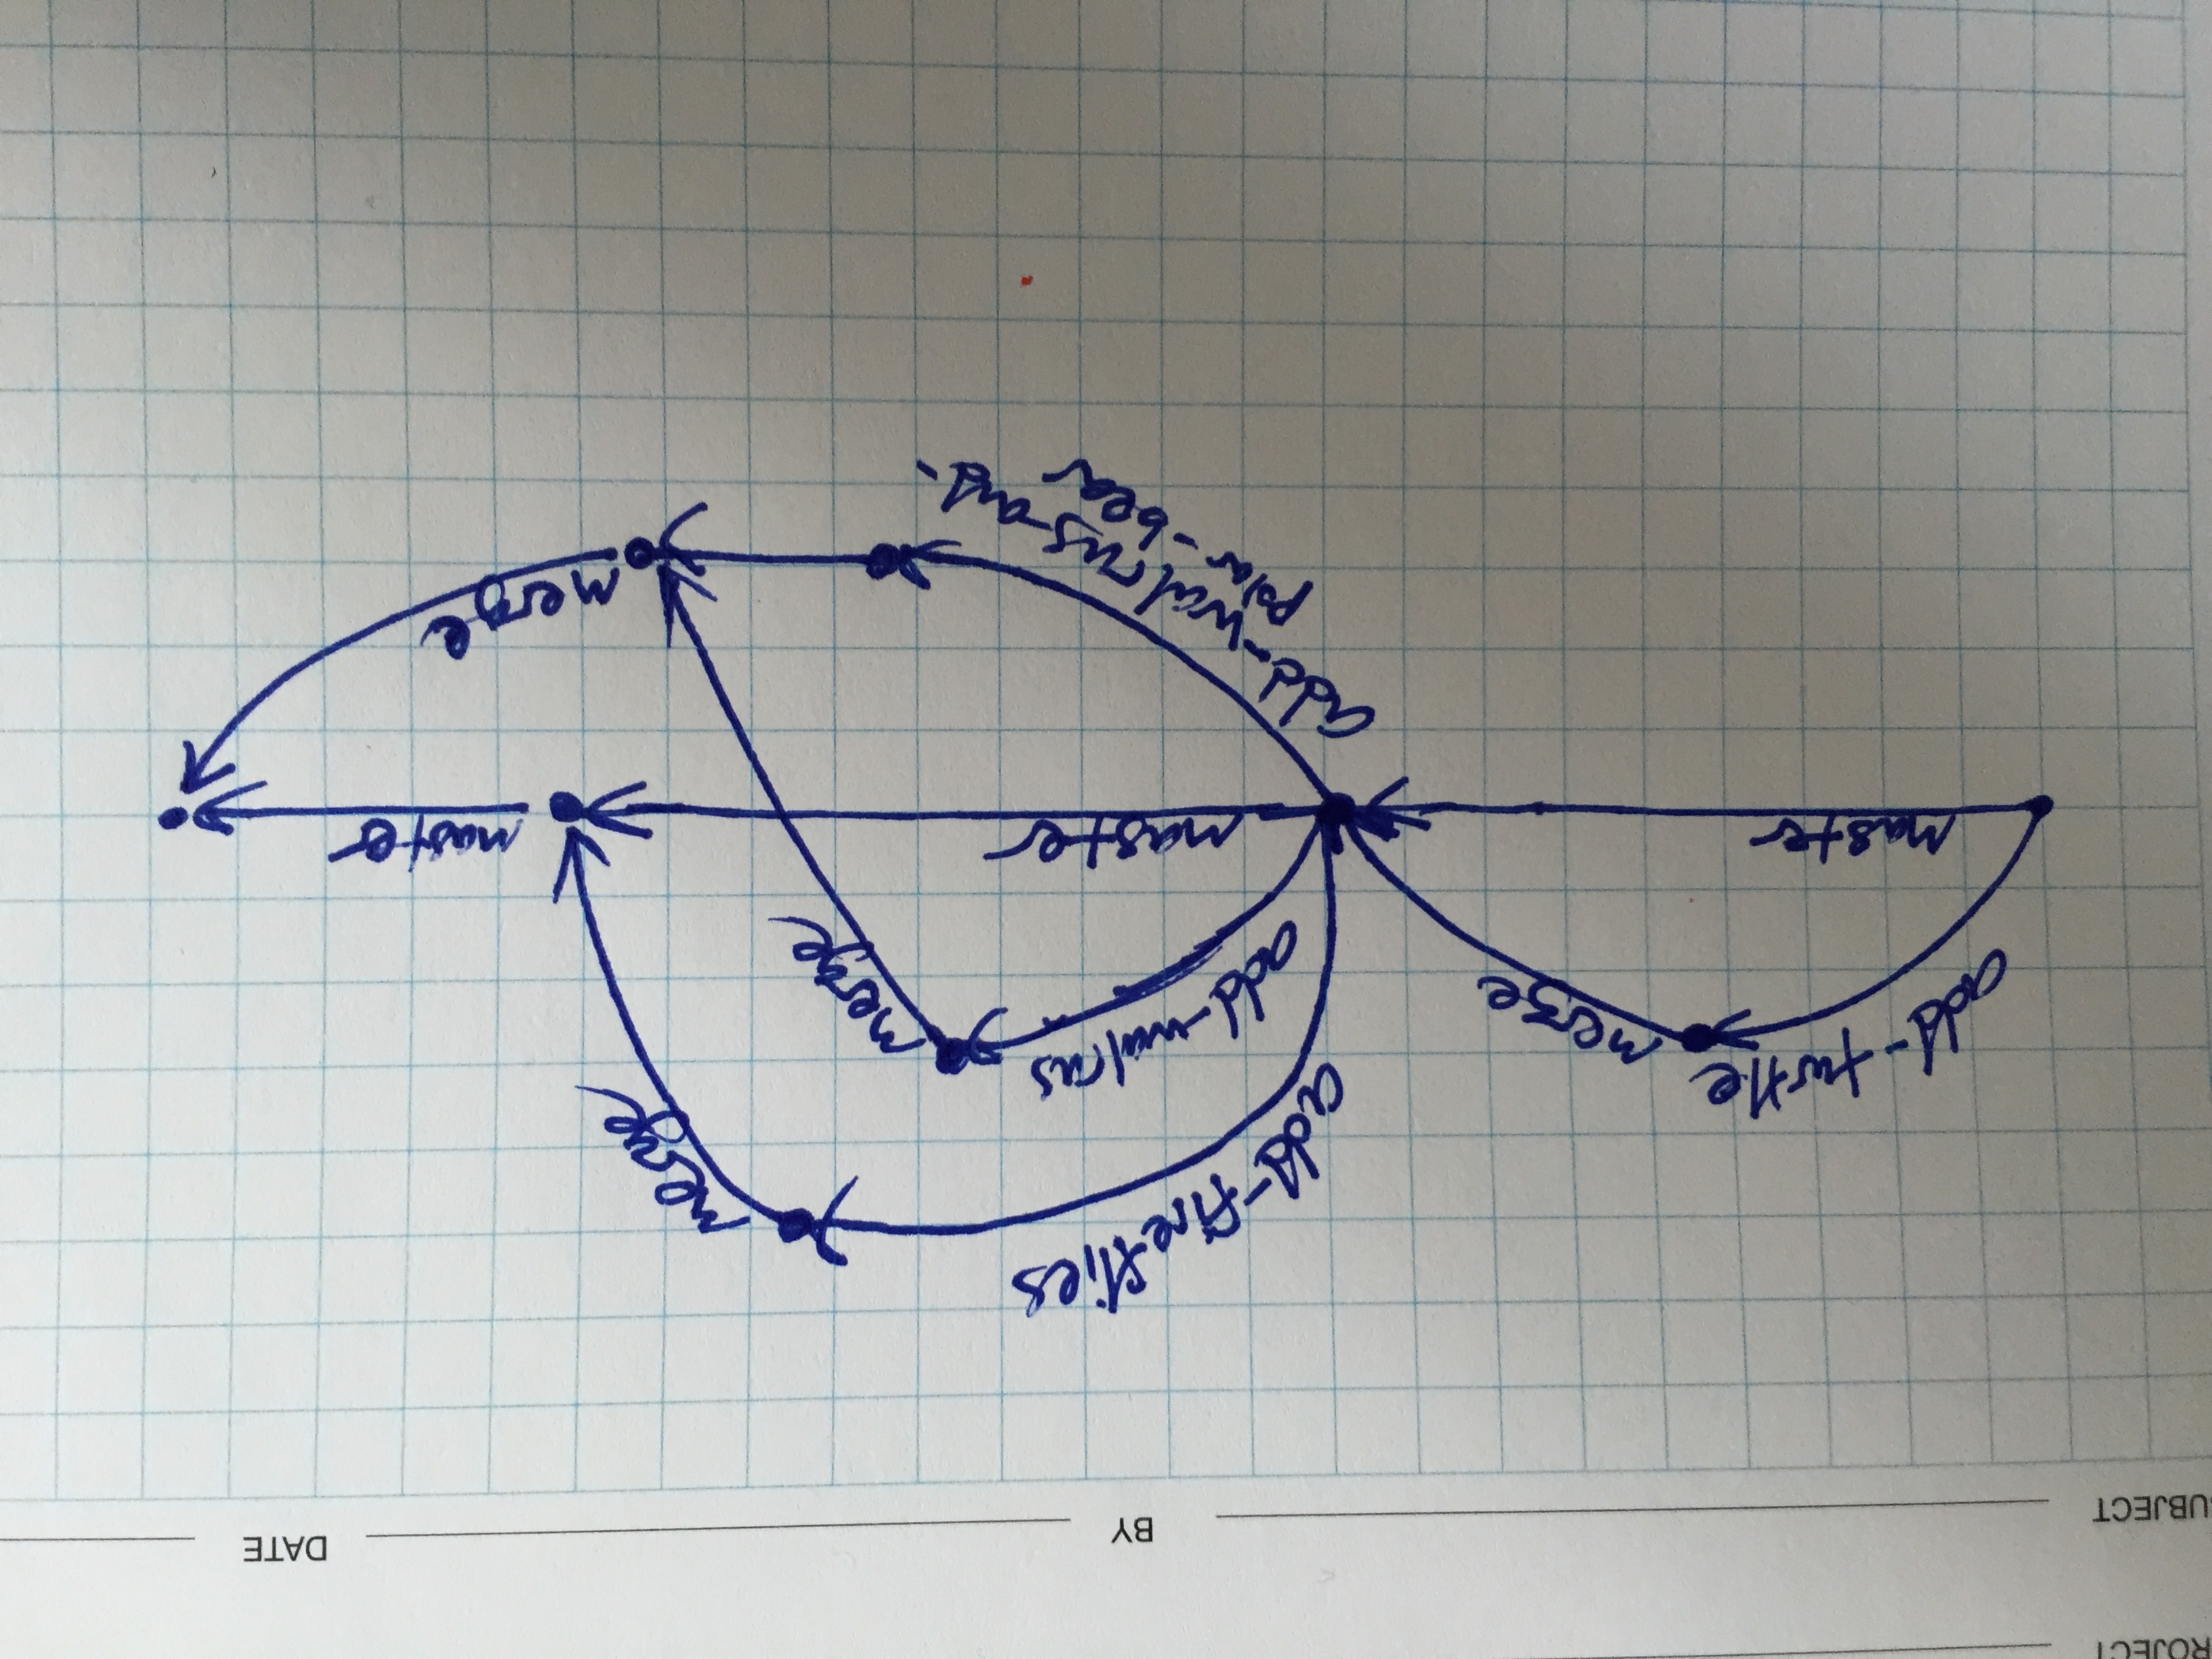 ROJECT
UBJECT
BY
DATE
add-fireflies
merge
add-turtle
merge
add-walrus
merge
master
master
master
add-walrus-and-
polar-bear
merge